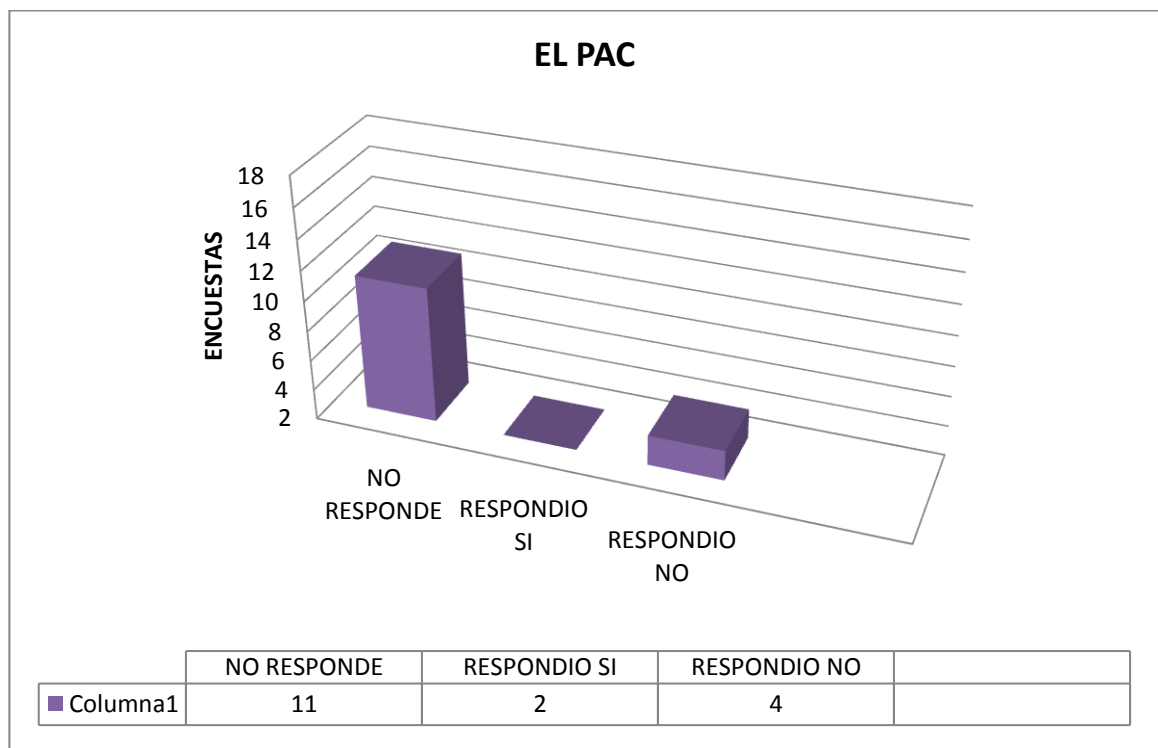 EL PAC
18
16
14
12
10
8
6
4
2
ENCUESTAS
NO
RESPONDE
RESPONDIO
SI
RESPONDIO
NO
NO RESPONDE RESPONDIO SI RESPONDIO NO
Columna1 11 2 4